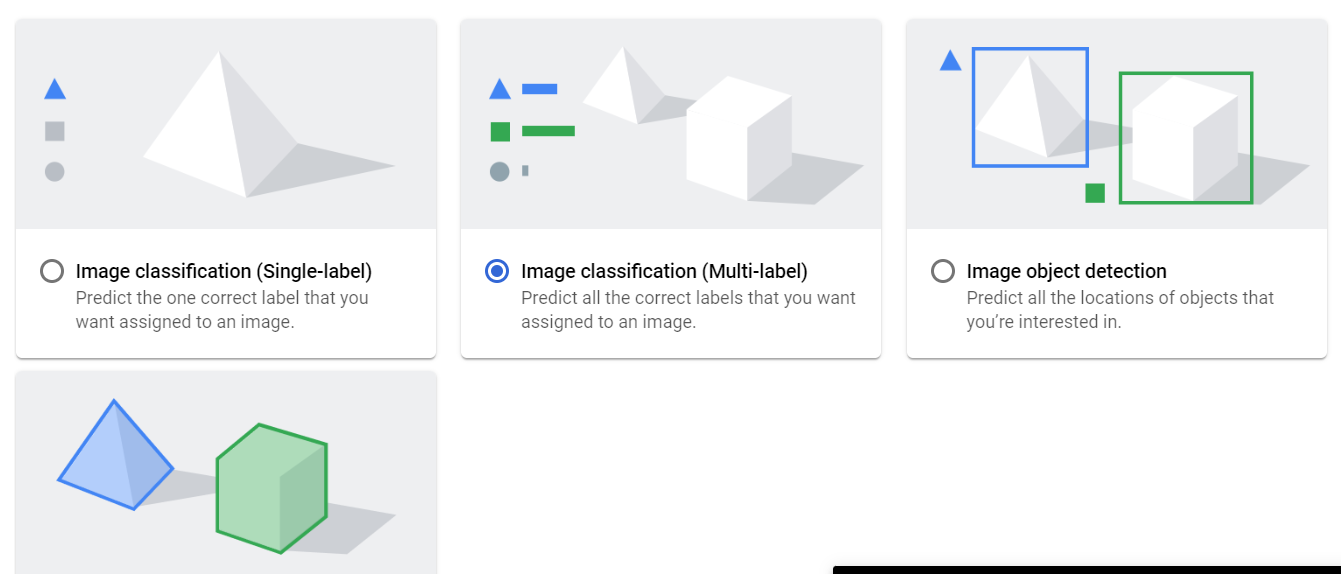 Image classification (Single-label)
Predict the one correct label that you
want assigned to an image.
Image classification (Multi-label)
Predict all the correct labels that you want
assigned to an image.
Image object detection
Predict all the locations of objects that
you’re interested in.